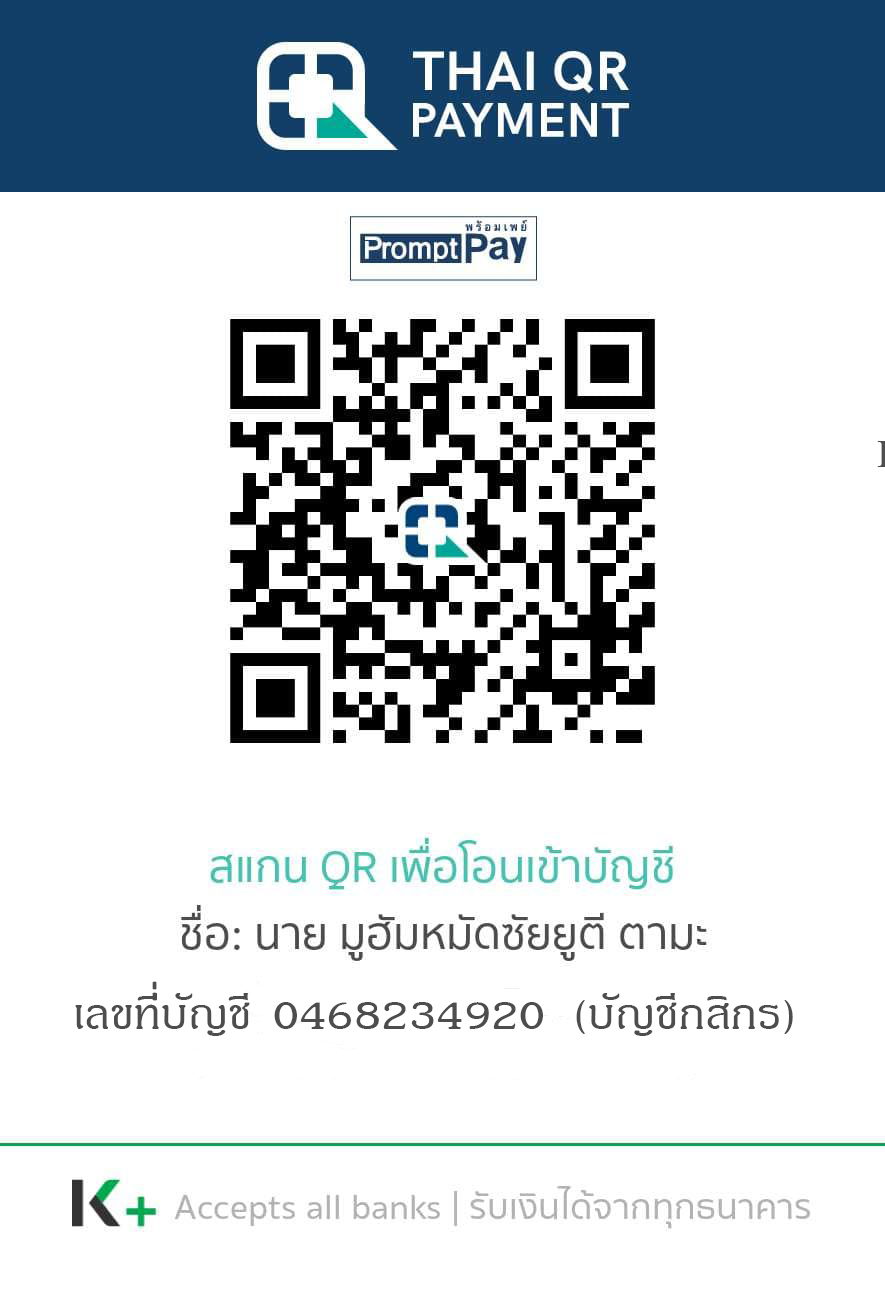 THAI QR
PAYMENT
พร้อมเพย์
PromptPay
สแกน QR เพื่อโอนเข้าบัญชี
ชื่อ: นาย มูฮัมหมัดซัยยูตี ตามะ
เลขที่บัญชี 0468234920 (บัญชีกสิกร)
K+ Accepts all banks | รับเงินได้จากทุกธนาคาร